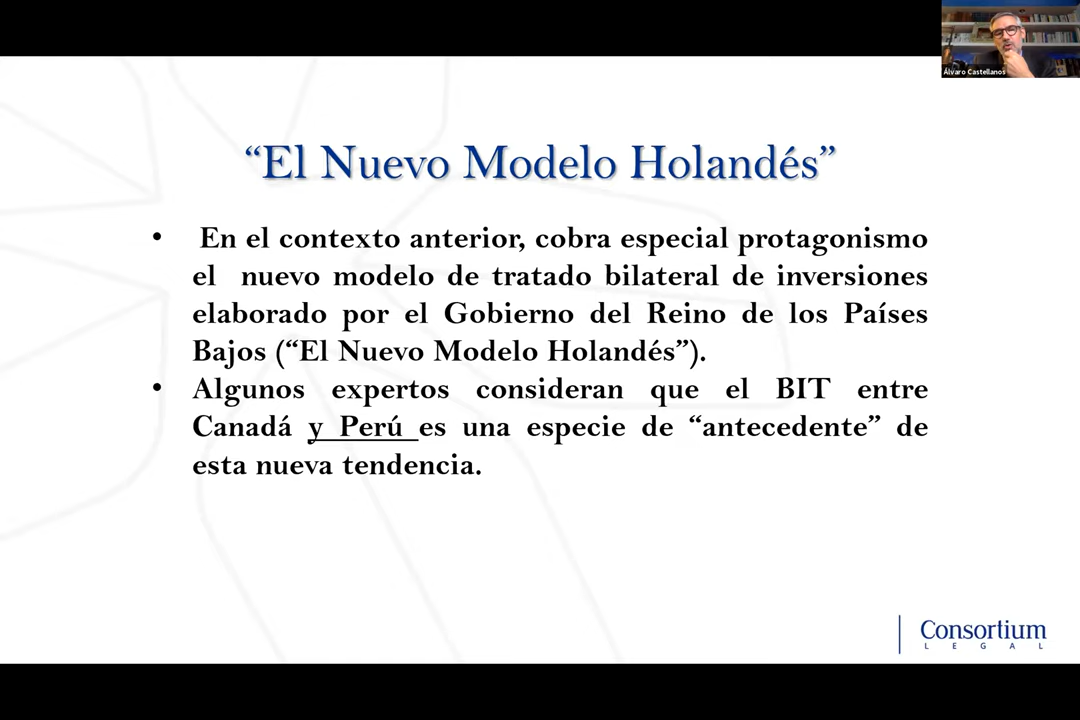 Álvaro Castellanos
“El Nuevo Modelo Holandés”
• En el contexto anterior, cobra especial protagonismo
el nuevo modelo de tratado bilateral de inversiones
elaborado por el Gobierno del Reino de los Países
Bajos (“El Nuevo Modelo Holandés”).
• Algunos expertos consideran que el BIT entre
Canadá y Perú es una especie de “antecedente” de
esta nueva tendencia.
Consortium
LEGAL